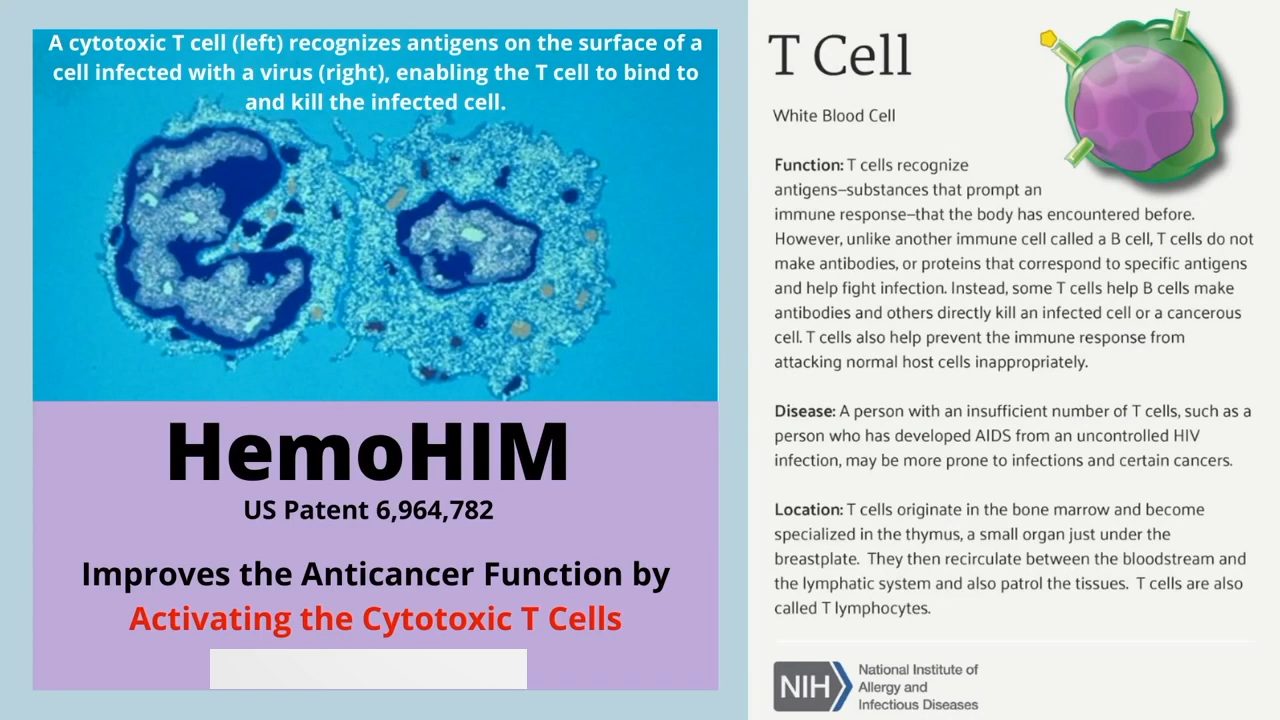 A cytotoxic T cell (left) recognizes antigens on the surface of a
cell infected with a virus (right), enabling the T cell to bind to
and kill the infected cell.
HemoHIM
US Patent 6,964,782
Improves the Anticancer Function by
Activating the Cytotoxic T Cells
T Cell
White Blood Cell
Function: T cells recognize
antigens–substances that prompt an
immune response–that the body has encountered before.
However, unlike another immune cell called a B cell, T cells do not
make antibodies, or proteins that correspond to specific antigens
and help fight infection. Instead, some T cells help B cells make
antibodies and others directly kill an infected cell or a cancerous
cell. T cells also help prevent the immune response from
attacking normal host cells inappropriately.
Disease: A person with an insufficient number of T cells, such as a
person who has developed AIDS from an uncontrolled HIV
infection, may be more prone to infections and certain cancers.
Location: T cells originate in the bone marrow and become
specialized in the thymus, a small organ just under the
breastplate. They then recirculate between the bloodstream and
the lymphatic system and also patrol the tissues. T cells are also
called T lymphocytes.
NIH
National Institute of
Allergy and
Infectious Diseases